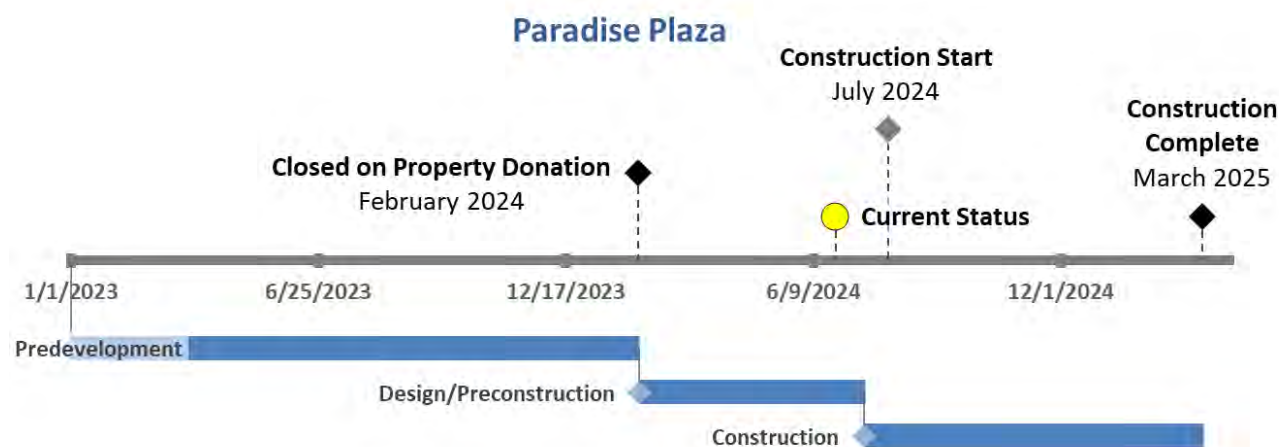 Paradise Plaza
Construction Start
July 2024
Construction
Complete
March 2025
Closed on Property Donation
February 2024
Current Status
1/1/2023
6/25/2023
12/17/2023
6/9/2024
12/1/2024
Predevelopment
Design/Preconstruction
Construction